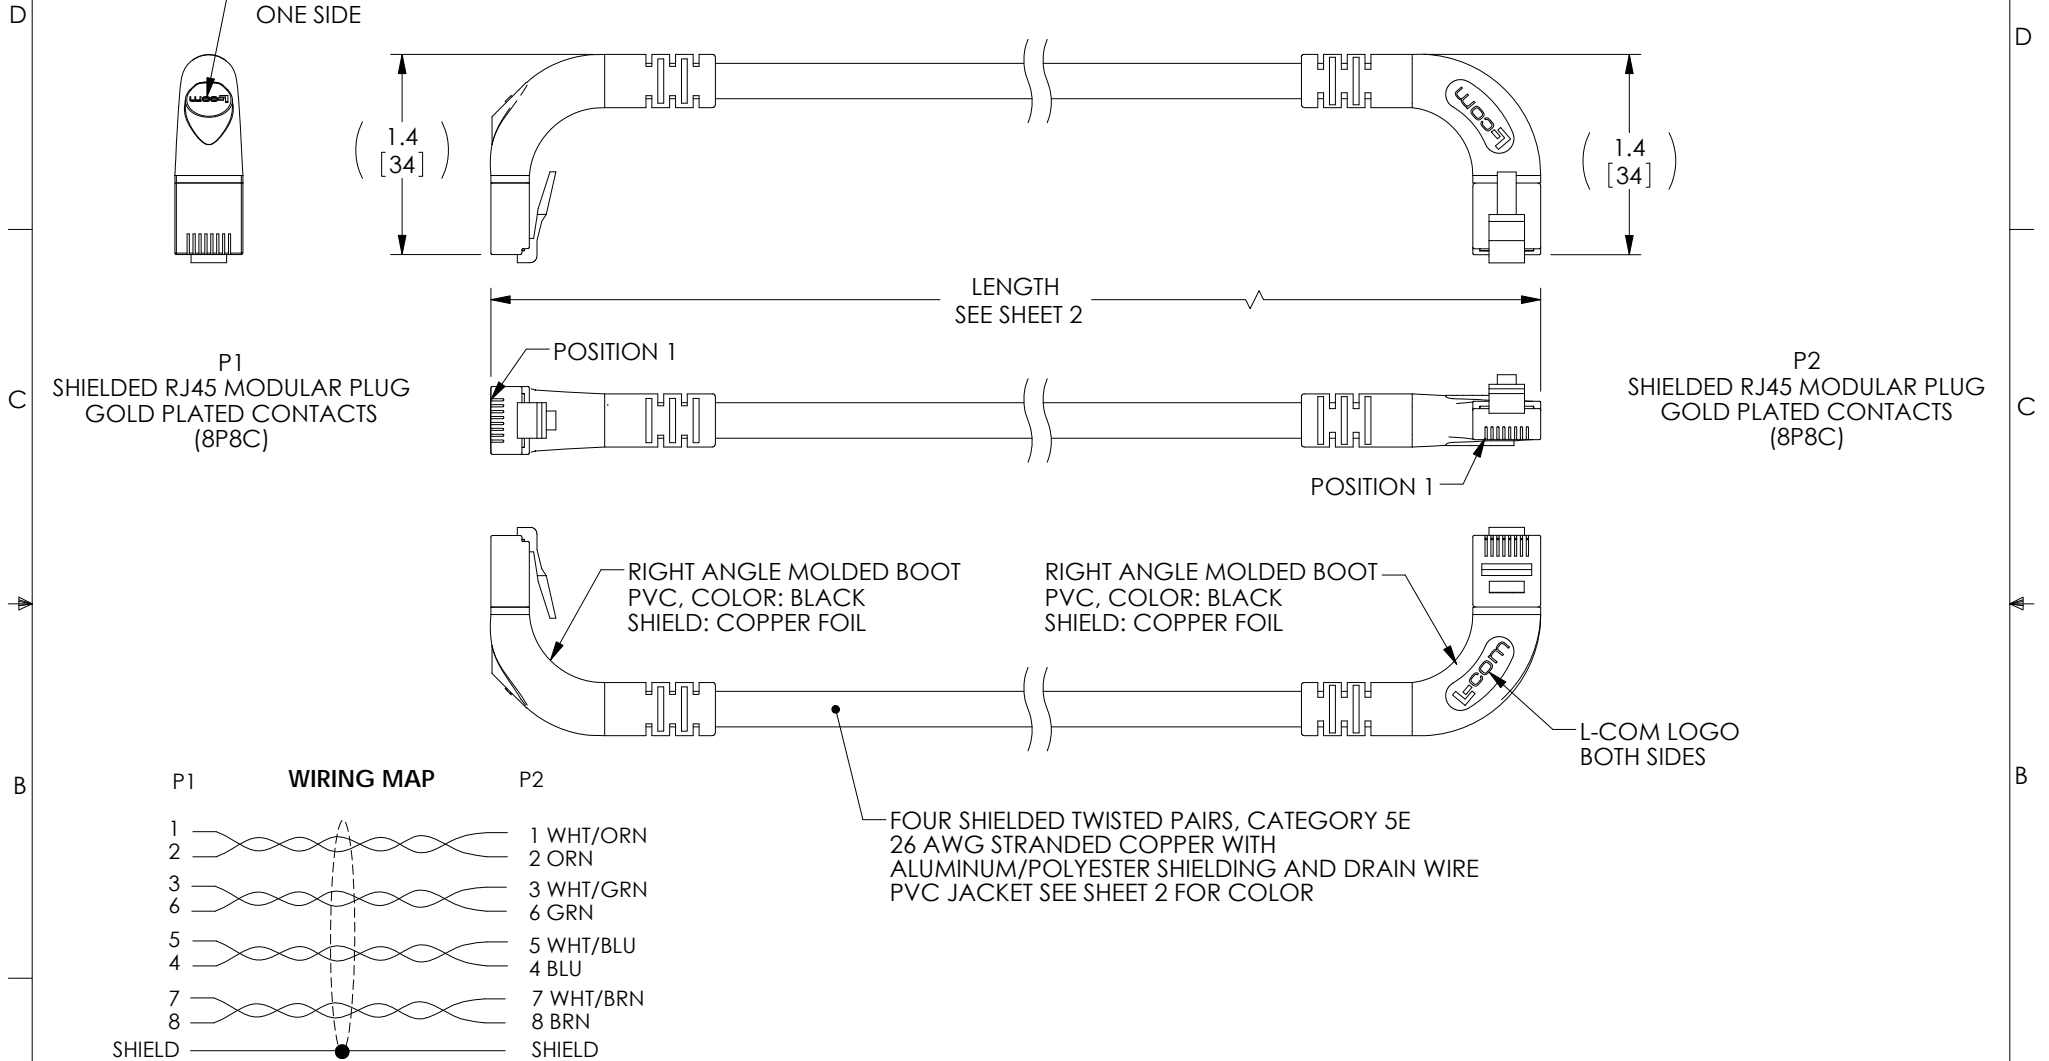 D
ONE SIDE
D
L-com
1.4
[34]
L-com
1.4
[34]
LENGTH
SEE SHEET 2
POSITION 1
P1
SHIELDED RJ45 MODULAR PLUG
GOLD PLATED CONTACTS
(8P8C)
C
P2
SHIELDED RJ45 MODULAR PLUG
GOLD PLATED CONTACTS
(8P8C)
C
POSITION 1
RIGHT ANGLE MOLDED BOOT
PVC, COLOR: BLACK
SHIELD: COPPER FOIL
RIGHT ANGLE MOLDED BOOT
PVC, COLOR: BLACK
SHIELD: COPPER FOIL
L-com
L-COM LOGO
BOTH SIDES
B
B
P1
WIRING MAP
P2
FOUR SHIELDED TWISTED PAIRS, CATEGORY 5E
26 AWG STRANDED COPPER WITH
ALUMINUM/POLYESTER SHIELDING AND DRAIN WIRE
PVC JACKET SEE SHEET 2 FOR COLOR
1
1 WHT/ORN
2
2 ORN
3
3 WHT/GRN
6
6 GRN
5
5 WHT/BLU
4
4 BLU
7
7 WHT/BRN
8
8 BRN
SHIELD
SHIELD